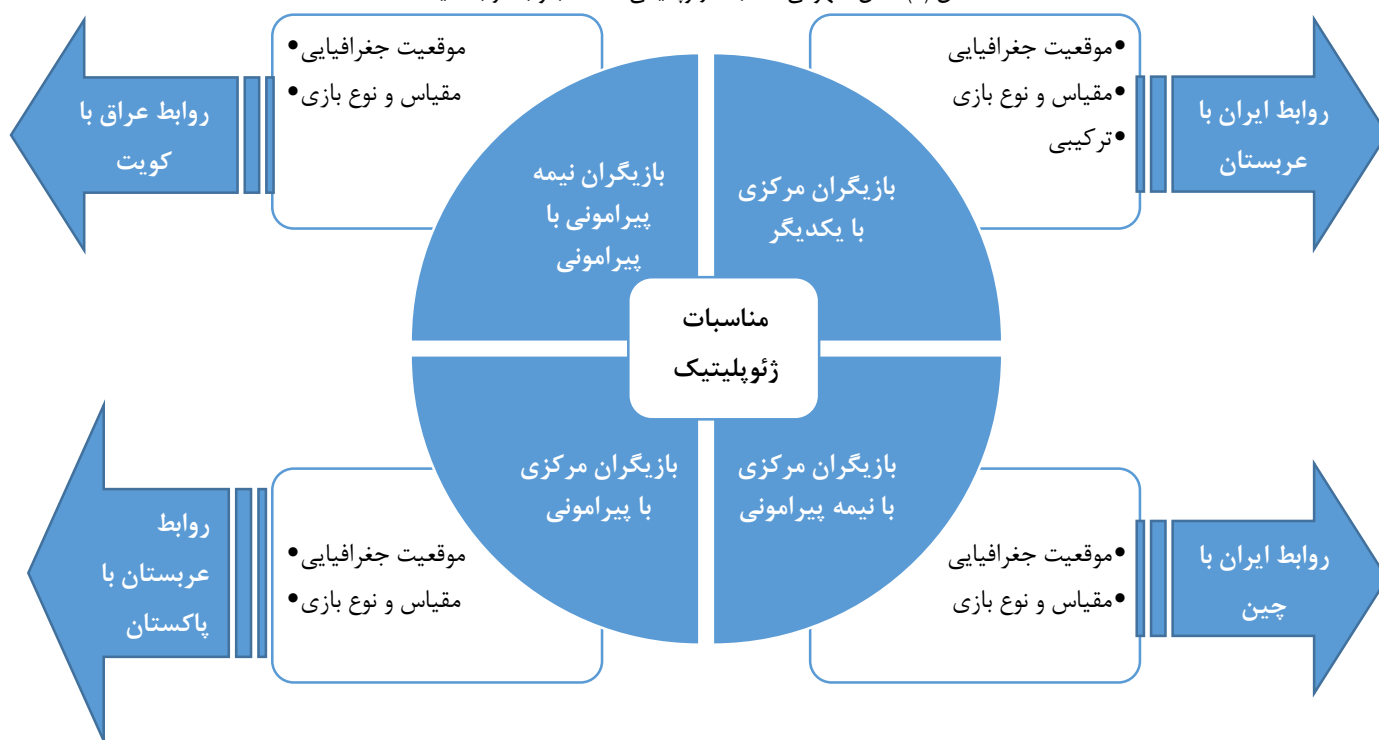 موقعیت جغرافیایی•
مقیاس و نوع بازی•
ترکیبی•
روابط ایران با
عربستان
بازیگران مرکزی
با یکدیگر
موقعیت جغرافیایی•
مقیاس و نوع بازی•
روابط عراق با
کویت
بازیگران نیمه
پیرامونی با
پیرامونی
مناسبات
ژئوپلیتیک
بازیگران مرکزی
با نیمه پیرامونی
موقعیت جغرافیایی•
مقیاس و نوع بازی•
روابط ایران با
چین
بازیگران مرکزی
با پیرامونی
موقعیت جغرافیایی•
مقیاس و نوع بازی•
روابط
عربستان با
پاکستان